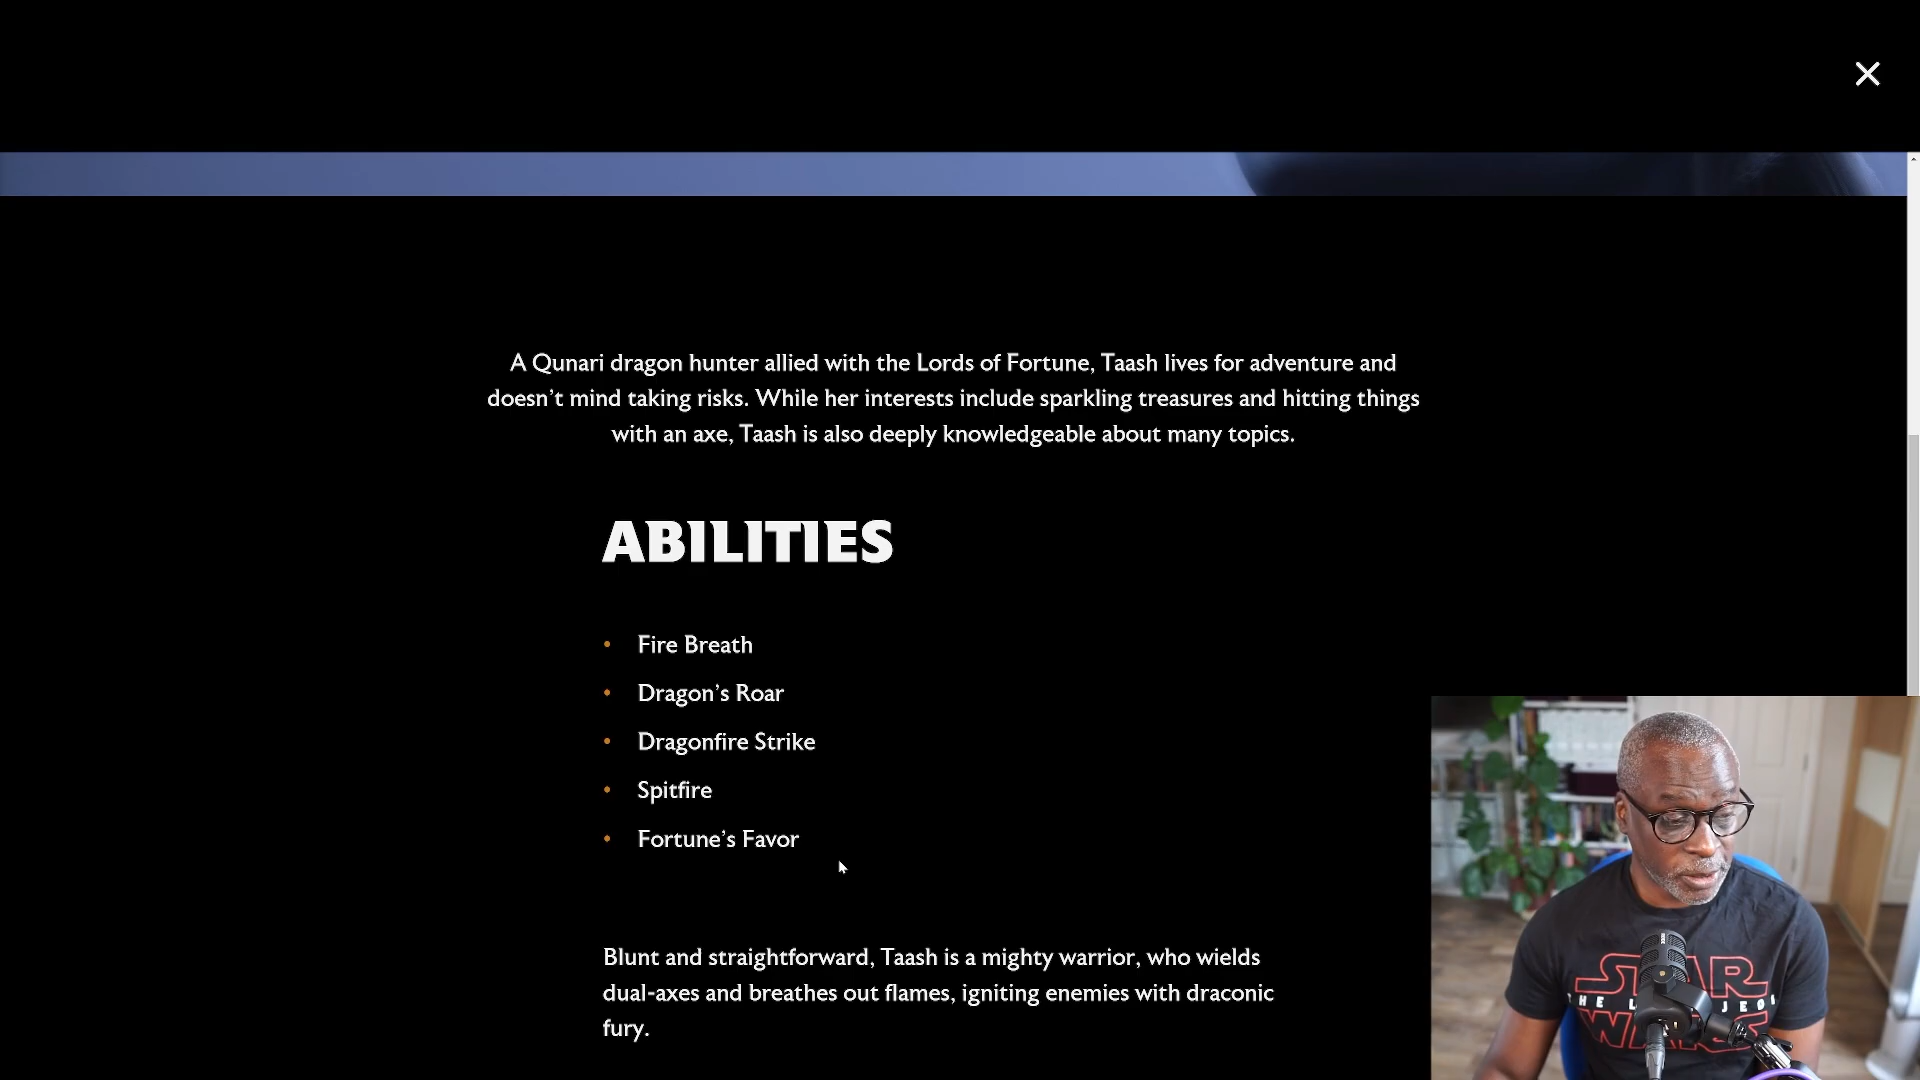 A Qunari dragon hunter allied with the Lords of Fortune, Taash lives for adventure and
doesn’t mind taking risks. While her interests include sparkling treasures and hitting things
with an axe, Taash is also deeply knowledgeable about many topics.
ABILITIES
• Fire Breath
• Dragon’s Roar
• Dragonfire Strike
• Spitfire
• Fortune’s Favor
Blunt and straightforward, Taash is a mighty warrior, who wields
dual-axes and breathes out flames, igniting enemies with draconic
fury.
STAR
THE L JEDI
WARS